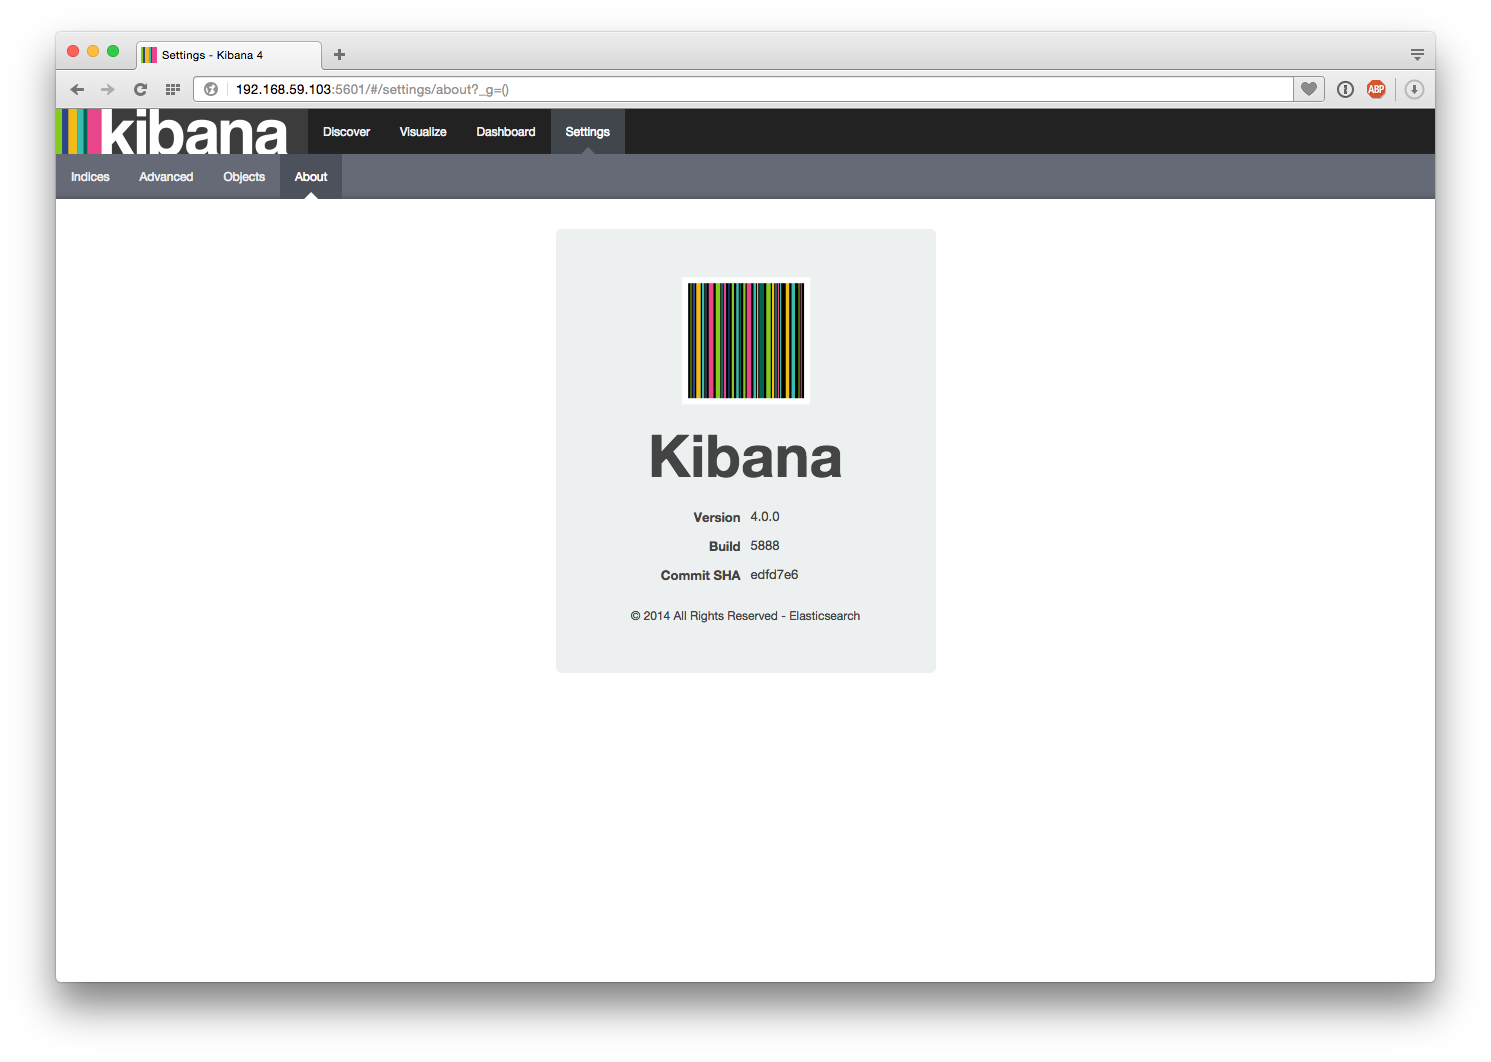 Settings - Kibana 4
192.168.59.103:5601/#/settings/about?_g=()
ABP
kibana
Discover Visualize Dashboard Settings
Indices Advanced Objects About
Kibana
Version 4.0.0
Build 5888
Commit SHA edfd7e6
© 2014 All Rights Reserved - Elasticsearch